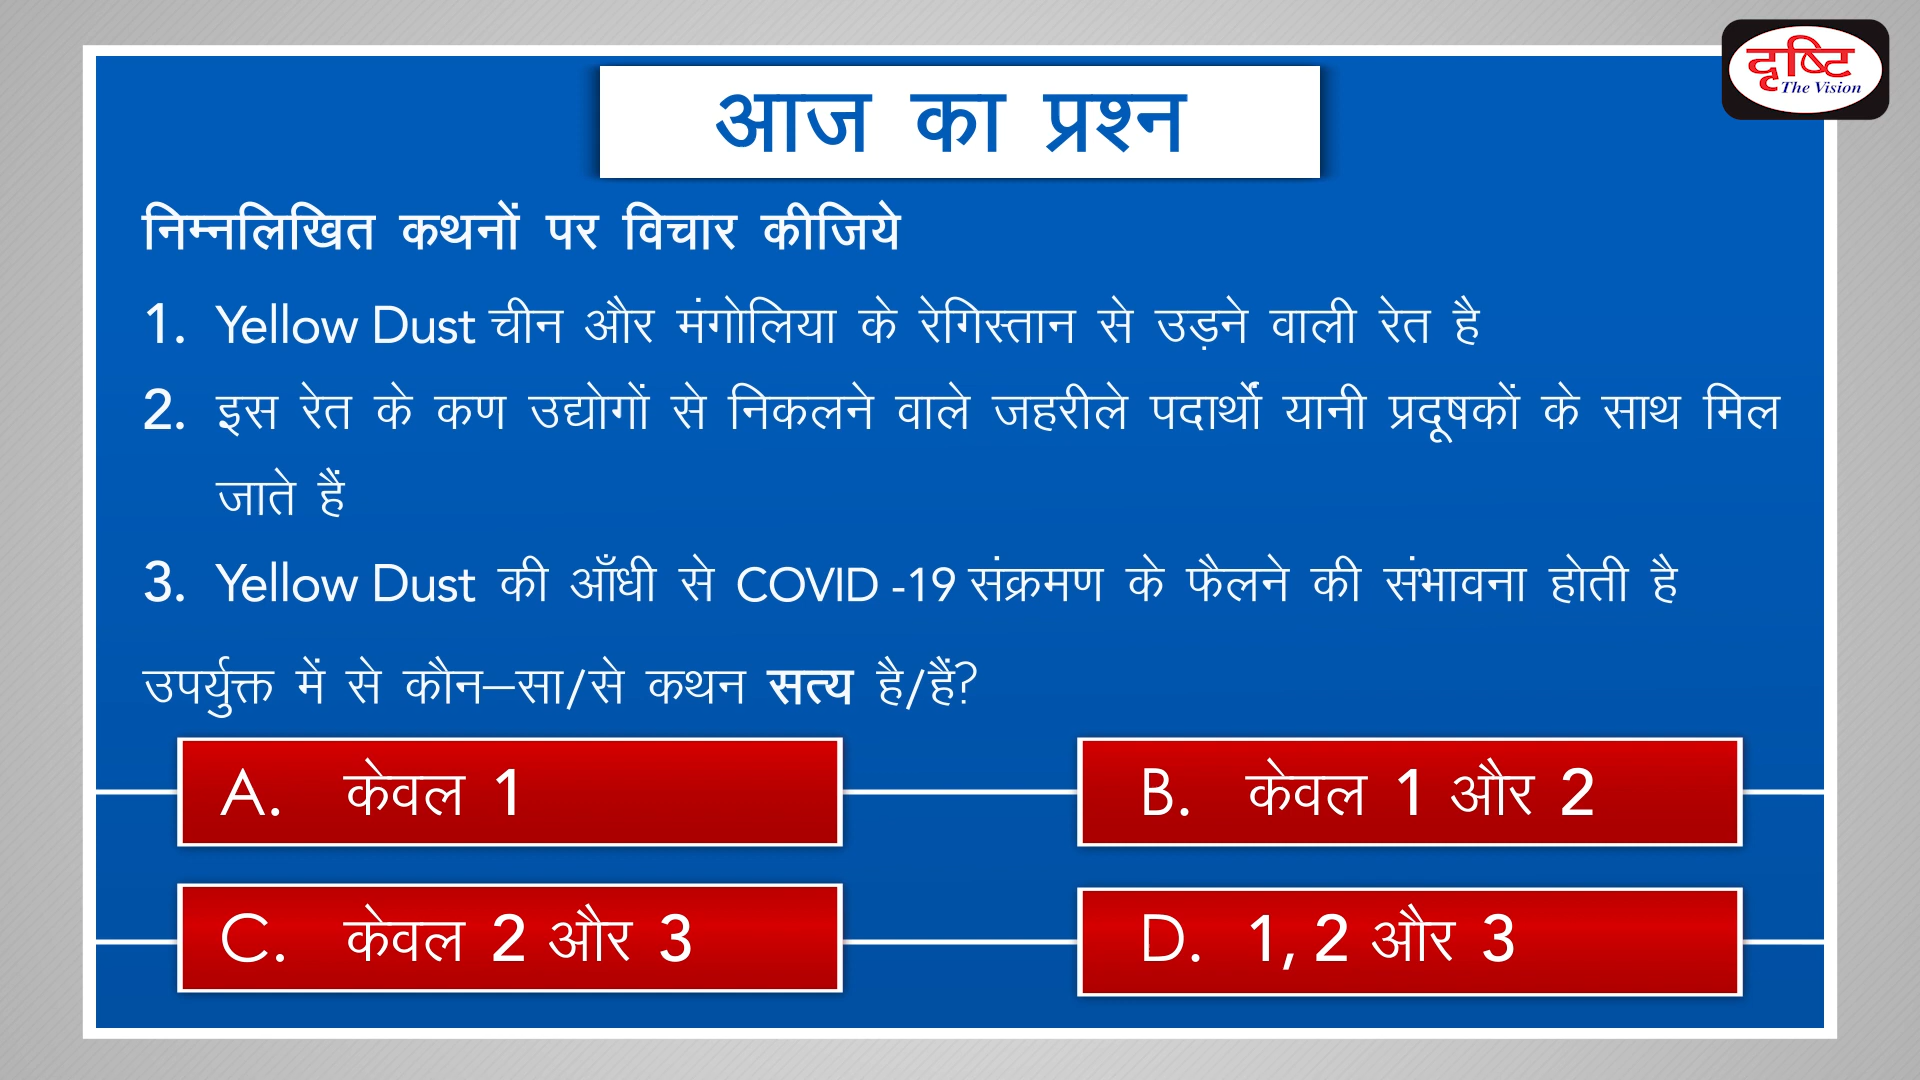 दृष्टि
The Vision
आज का प्रश्न
निम्नलिखित कथनों पर विचार कीजिये
1. Yellow Dust चीन और मंगोलिया के रेगिस्तान से उड़ने वाली रेत है
2. इस रेत के कण उद्योगों से निकलने वाले जहरीले पदार्थों यानी प्रदूषकों के साथ मिल
जाते हैं
3. Yellow Dust की आँधी से COVID -19 संक्रमण के फैलने की संभावना होती है
उपर्युक्त में से कौन–सा/से कथन सत्य है/हैं?
A. केवल 1
B. केवल 1 और 2
C. केवल 2 और 3
D. 1, 2 और 3